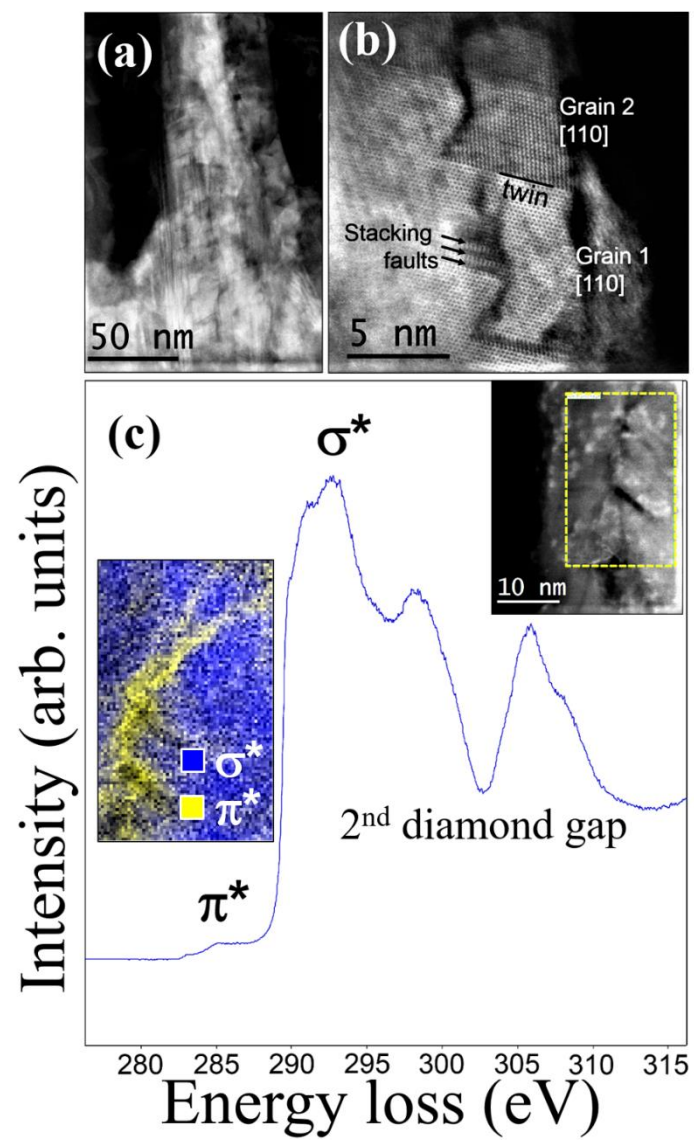 (a)
50 nm
(b)
Grain 2
[110]
twin
Stacking
faults
Grain 1
[110]
5 nm
(c)
σ*
10 nm
σ*
π*
2nd diamond gap
π*
Intensity (arb. units)
280 285 290 295 300 305 310 315
Energy loss (eV)